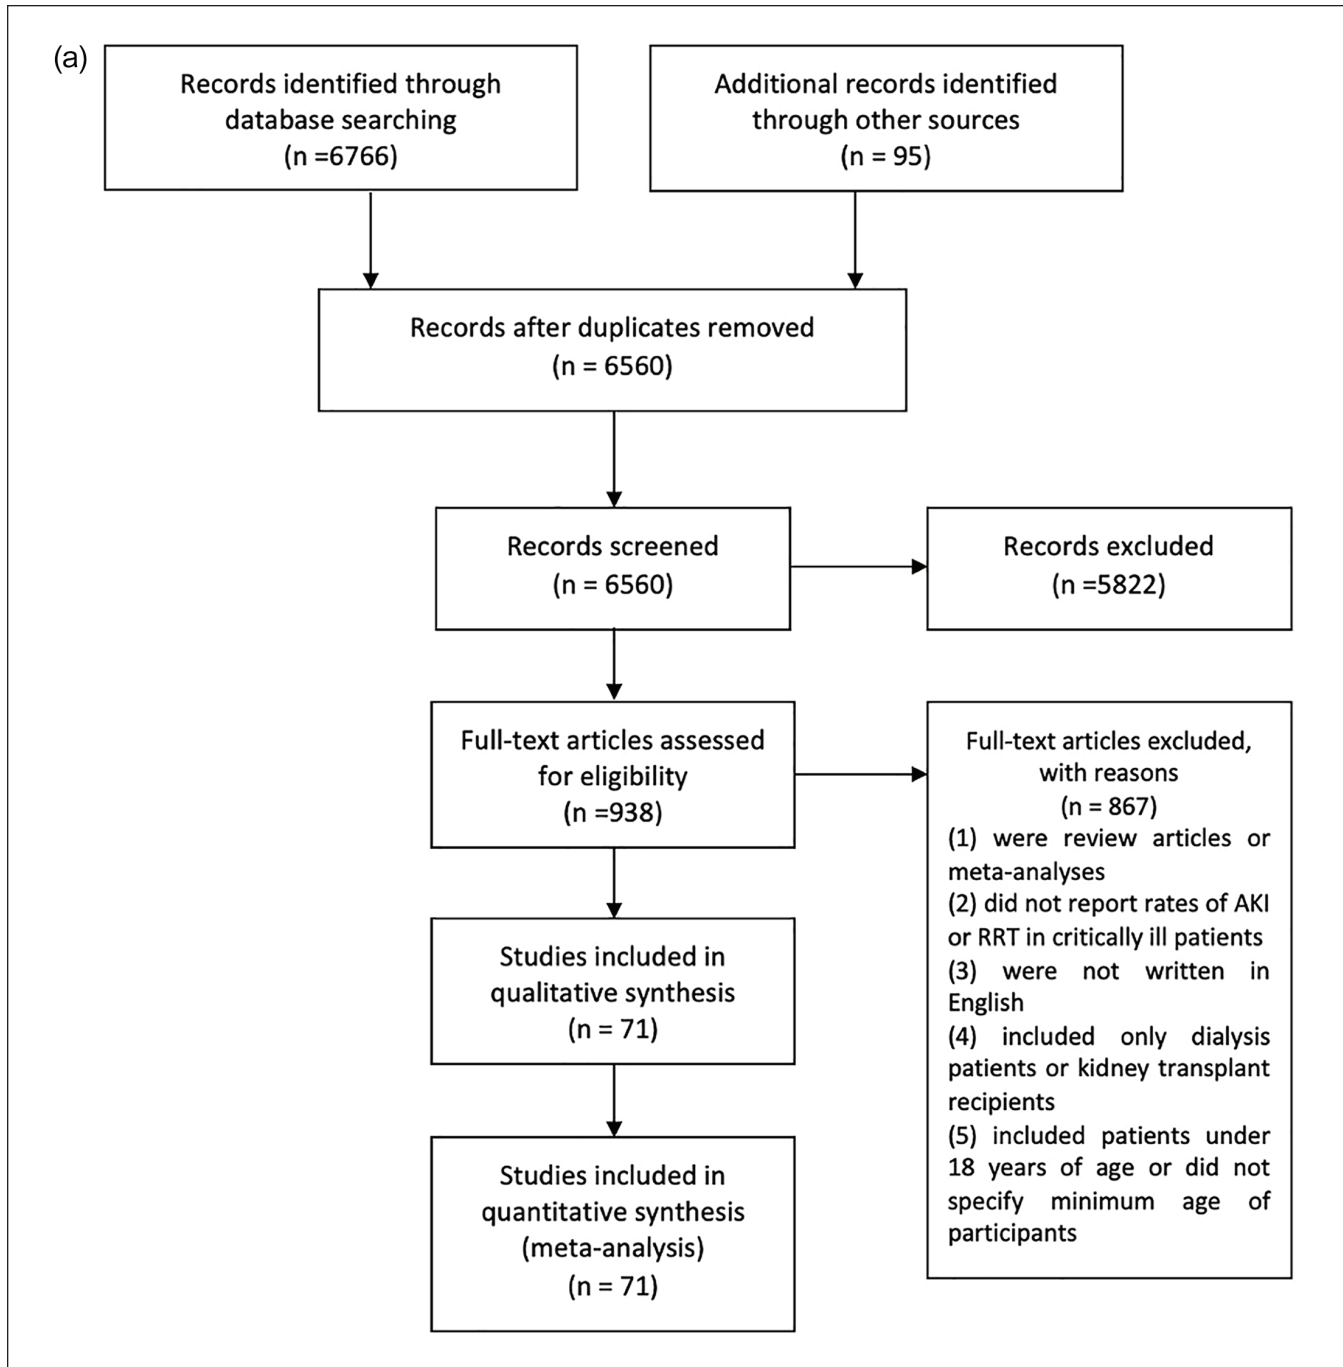 (a)
Records identified through
database searching
(n =6766)
Additional records identified
through other sources
(n = 95)
Records after duplicates removed
(n = 6560)
Records screened
(n = 6560)
Records excluded
(n =5822)
Full-text articles assessed
for eligibility
(n =938)
Full-text articles excluded,
with reasons
(n = 867)
(1) were review articles or
meta-analyses
(2) did not report rates of AKI
or RRT in critically ill patients
(3) were not written in
English
(4) included only dialysis
patients or kidney transplant
recipients
(5) included patients under
18 years of age or did not
specify minimum age of
participants
Studies included in
qualitative synthesis
(n = 71)
Studies included in
quantitative synthesis
(meta-analysis)
(n = 71)